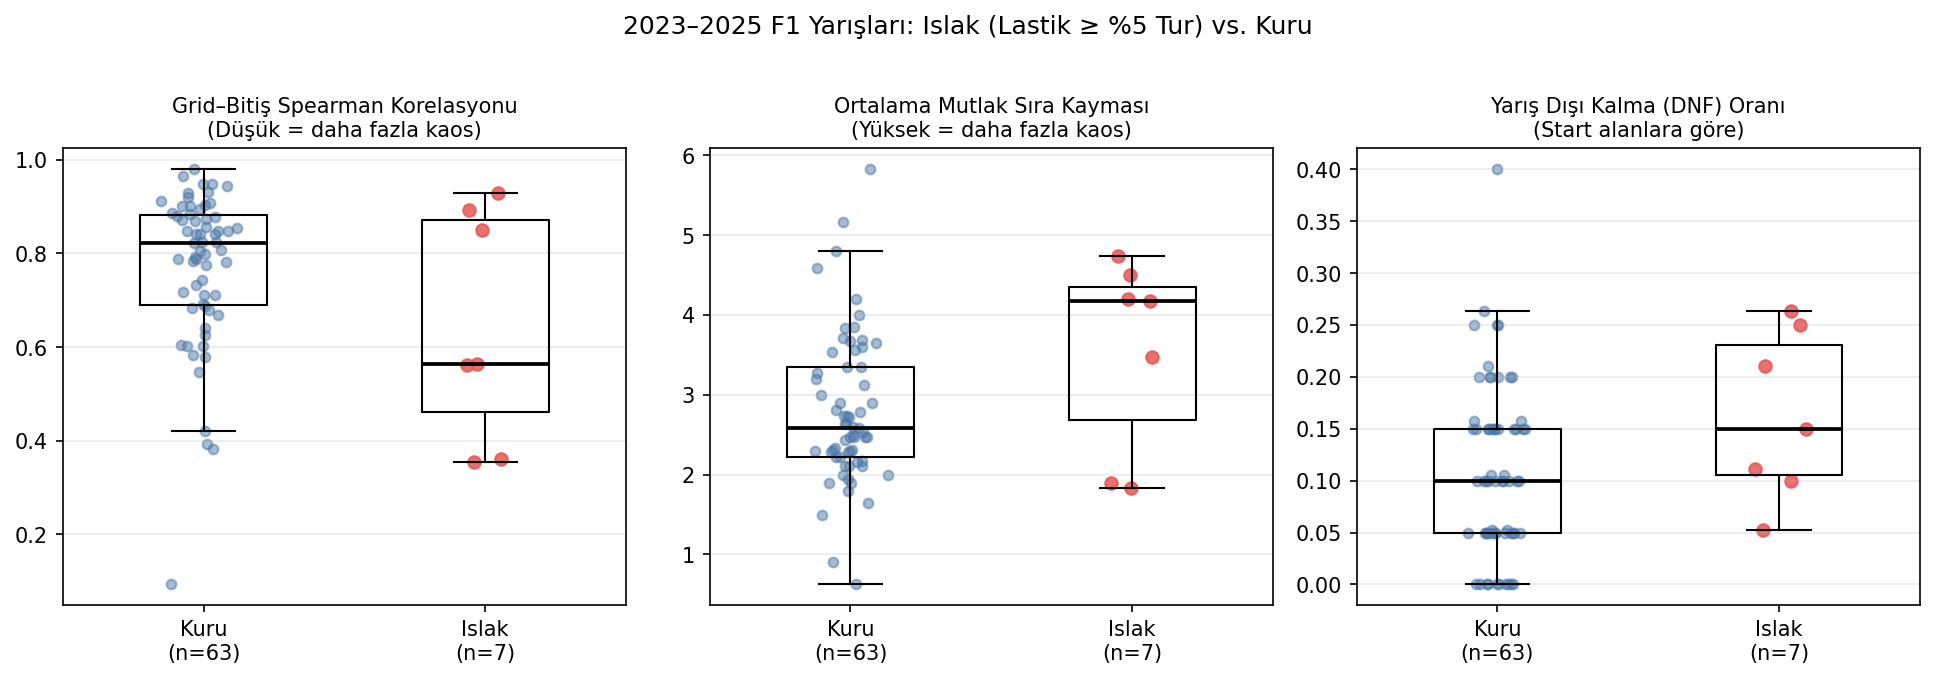 2023–2025 F1 Yarışları: Islak (Lastik ≥ %5 Tur) vs. Kuru
Grid–Bitiş Spearman Korelasyonu
(Düşük = daha fazla kaos)
1.0
0.8
0.6
0.4
0.2
Kuru
(n=63)
Islak
(n=7)
Ortalama Mutlak Sıra Kayması
(Yüksek = daha fazla kaos)
6
5
4
3
2
1
Kuru
(n=63)
Islak
(n=7)
Yarış Dışı Kalma (DNF) Oranı
(Start alanlara göre)
0.40
0.35
0.30
0.25
0.20
0.15
0.10
0.05
0.00
Kuru
(n=63)
Islak
(n=7)